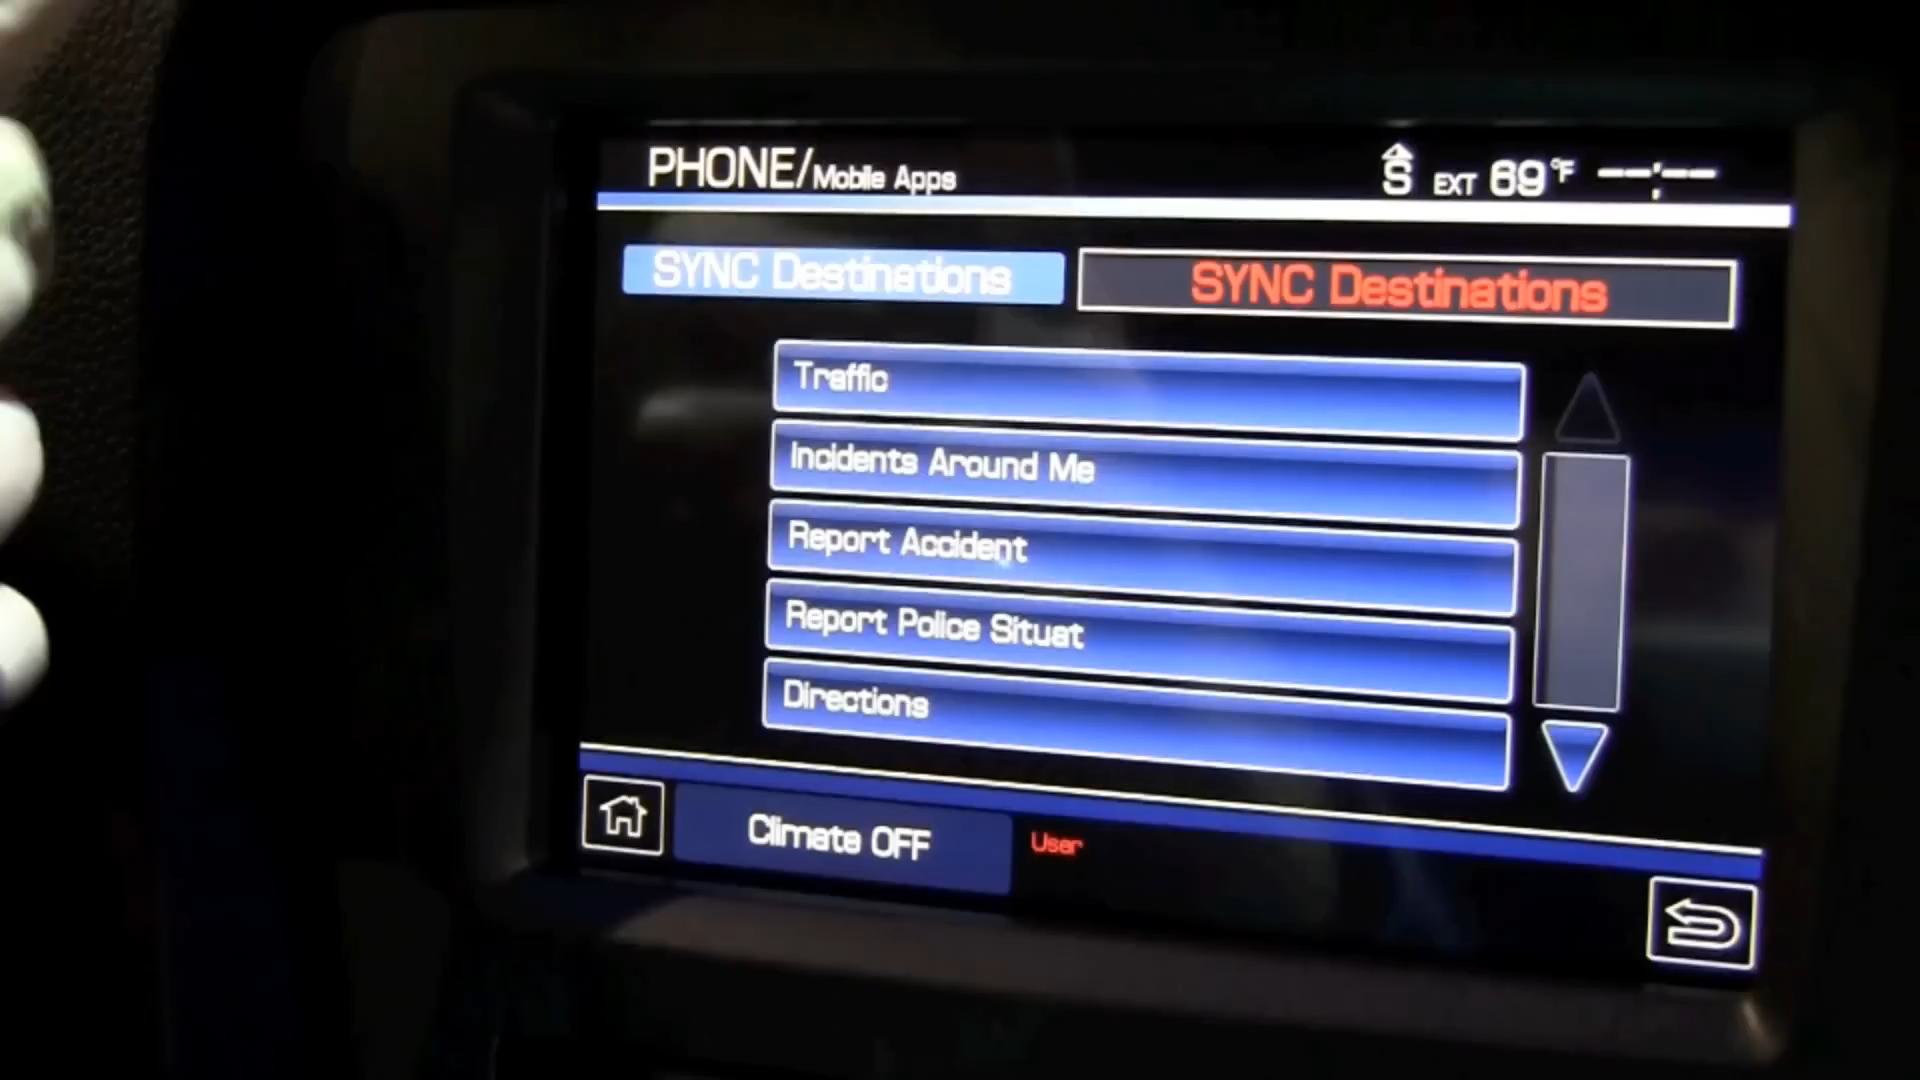 PHONE/Mobile Apps
S EXT 69°F --:--
SYNC Destinations
SYNC Destinations
Traffic
Incidents Around Me
Report Accident
Report Police Situat
Directions
Climate OFF
User